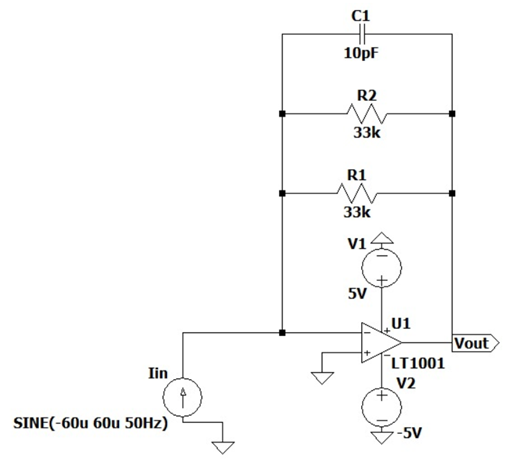 C1
10pF
R2
33k
R1
33k
V1
5V
U1
Vout
LT1001
V2
-5V
Iin
SINE(-60u 60u 50Hz)